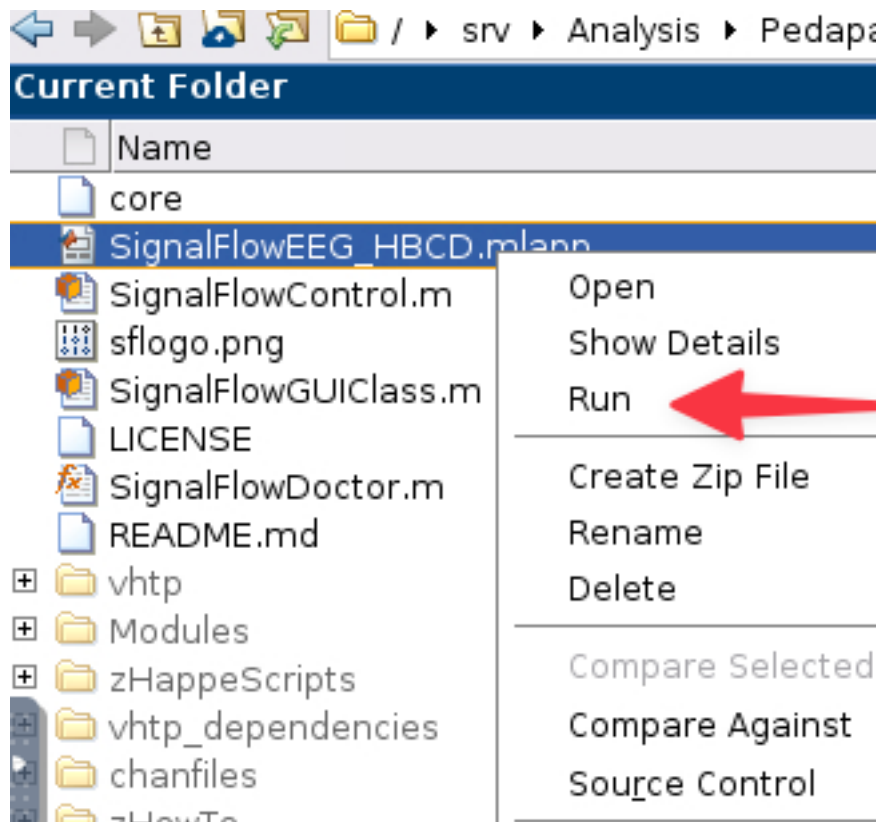 / srv Analysis Pedapa
Current Folder
Name
core
SignalFlowEEG_HBCD.mlapp
SignalFlowControl.m
sflogo.png
SignalFlowGUIClass.m
LICENSE
SignalFlowDoctor.m
README.md
vhtp
Modules
zHappeScripts
vhtp_dependencies
chanfiles
zHowTo
Open
Show Details
Run
Create Zip File
Rename
Delete
Compare Selected
Compare Against
Source Control